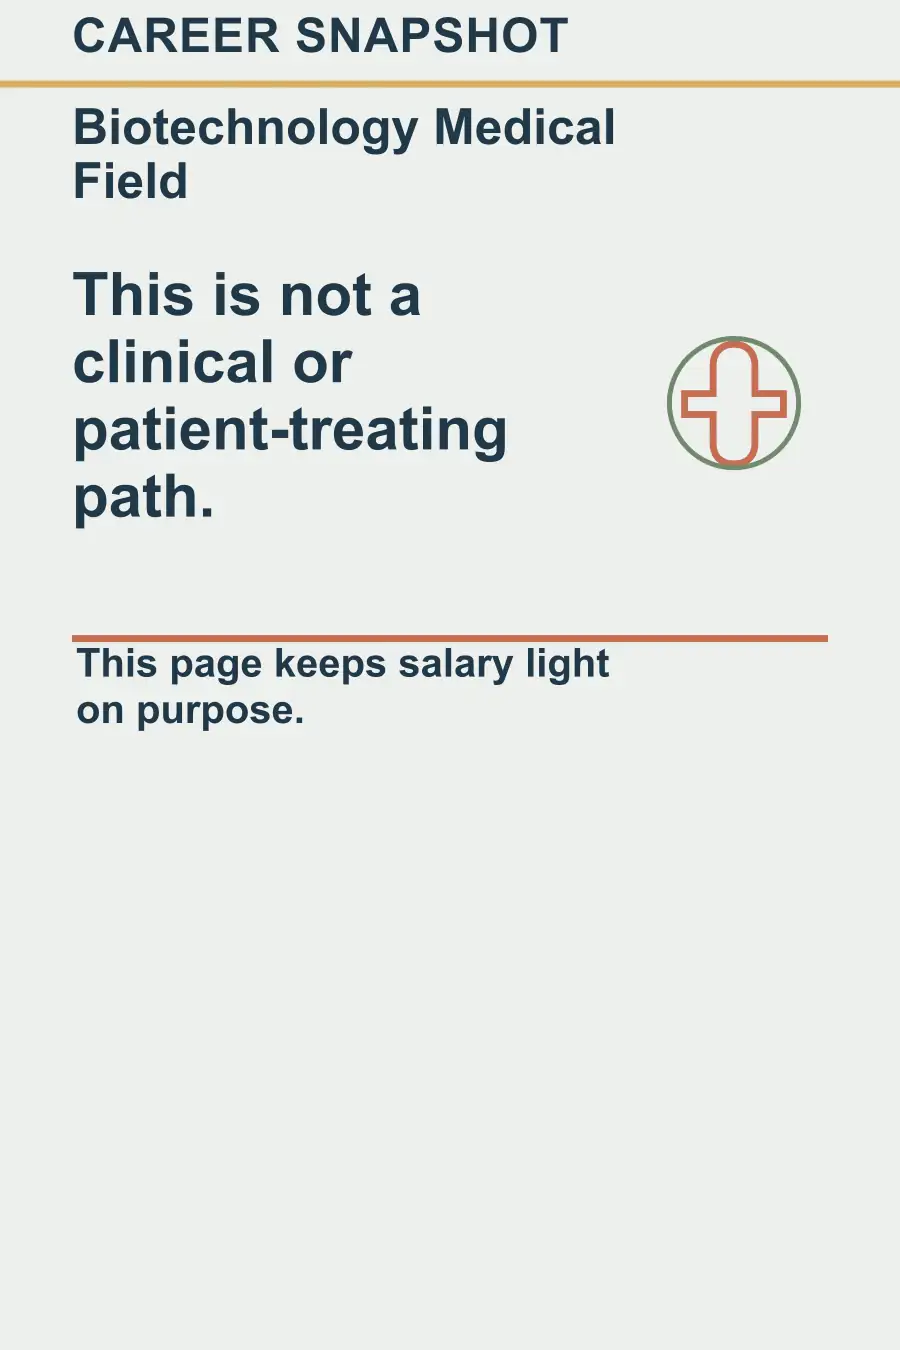 CAREER SNAPSHOT
Biotechnology Medical
Field
This is not a
clinical or
patient-treating
path.
This page keeps salary light
on purpose.